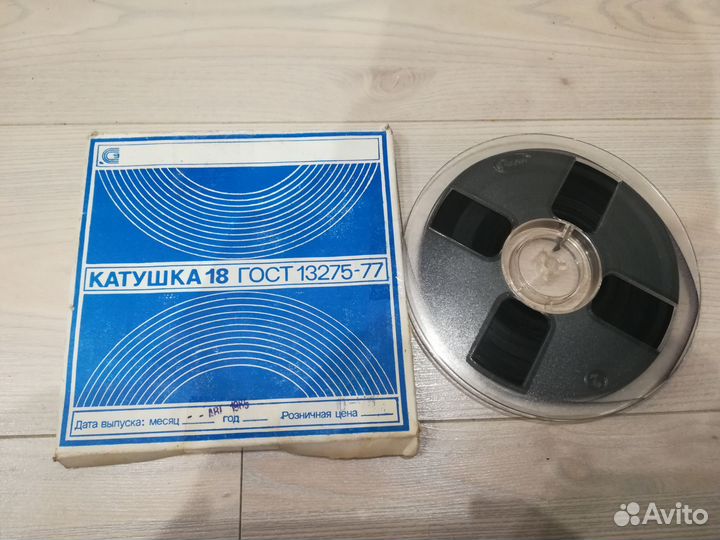 КАТУШКА 18 ГОСТ 13275-77
Дата выпуска: месяц год Розничная цена
Avito